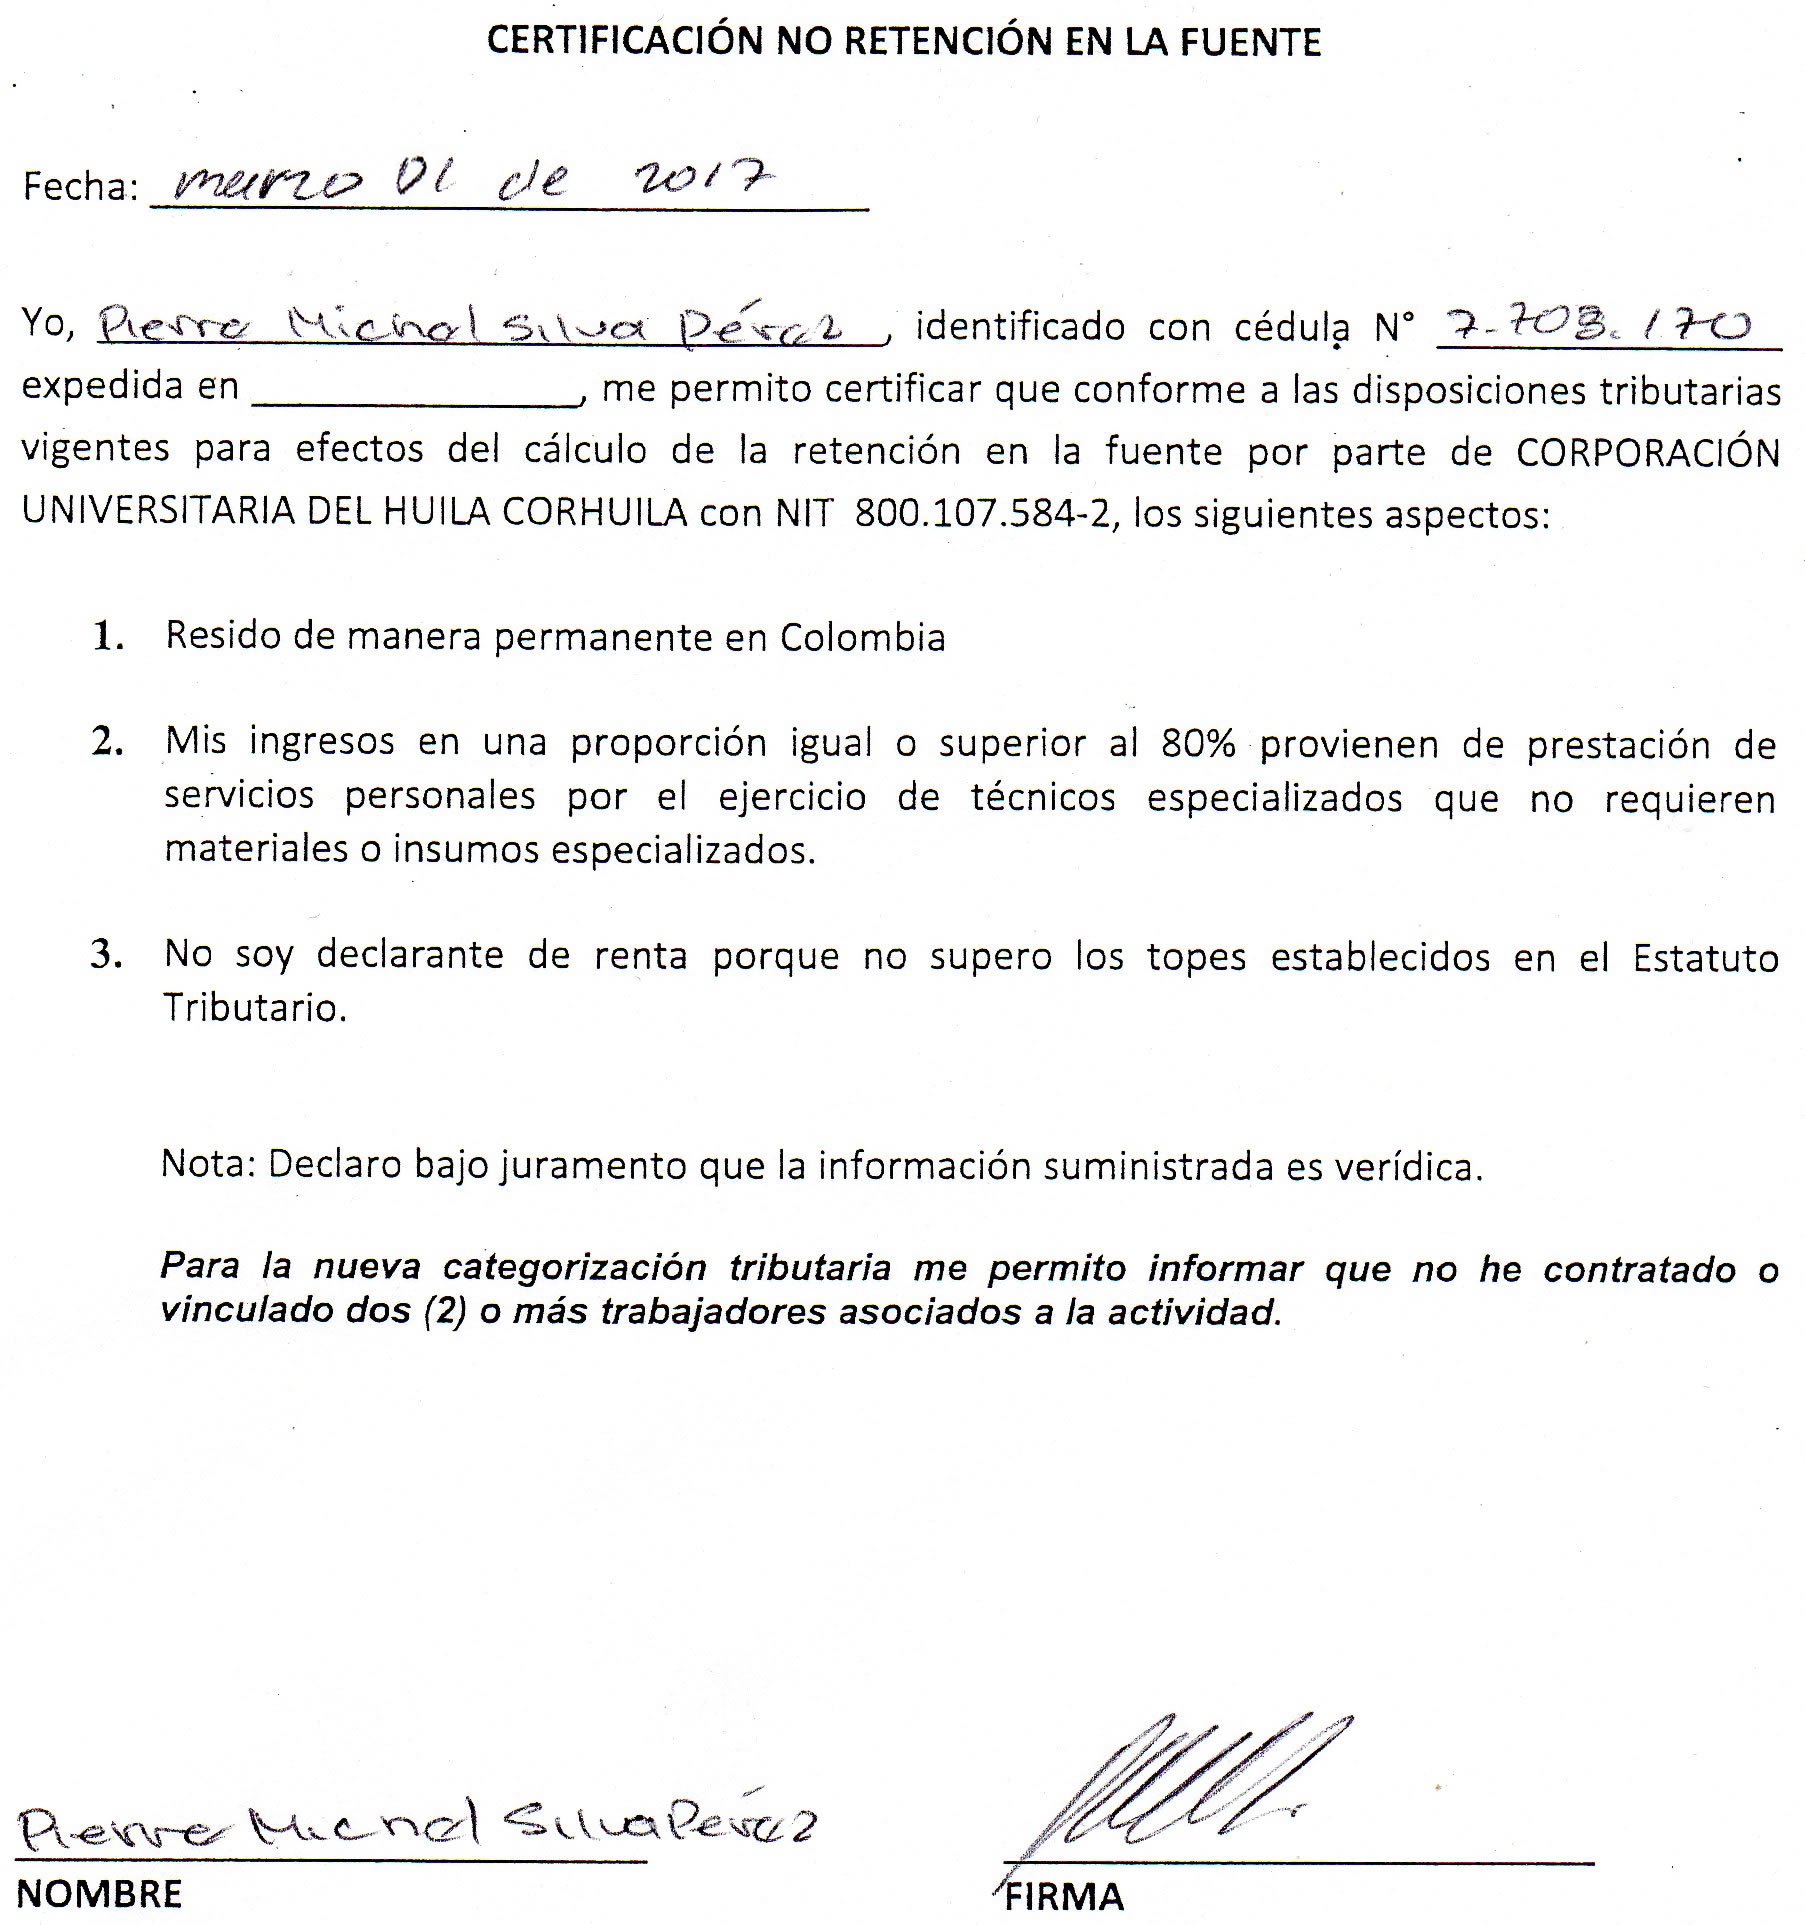 CERTIFICACIÓN NO RETENCIÓN EN LA FUENTE
Fecha: marzo 01 de 2017
Yo, Pierre Michel Silva Pérez, identificado con cédula N° 7.703.170
expedida en ______________, me permito certificar que conforme a las disposiciones tributarias
vigentes para efectos del cálculo de la retención en la fuente por parte de CORPORACIÓN
UNIVERSITARIA DEL HUILA CORHUILA con NIT 800.107.584-2, los siguientes aspectos:
1. Resido de manera permanente en Colombia
2. Mis ingresos en una proporción igual o superior al 80% provienen de prestación de
servicios personales por el ejercicio de técnicos especializados que no requieren
materiales o insumos especializados.
3. No soy declarante de renta porque no supero los topes establecidos en el Estatuto
Tributario.
Nota: Declaro bajo juramento que la información suministrada es verídica.
Para la nueva categorización tributaria me permito informar que no he contratado o
vinculado dos (2) o más trabajadores asociados a la actividad.
Pierre Michel Silva Pérez
NOMBRE
FIRMA